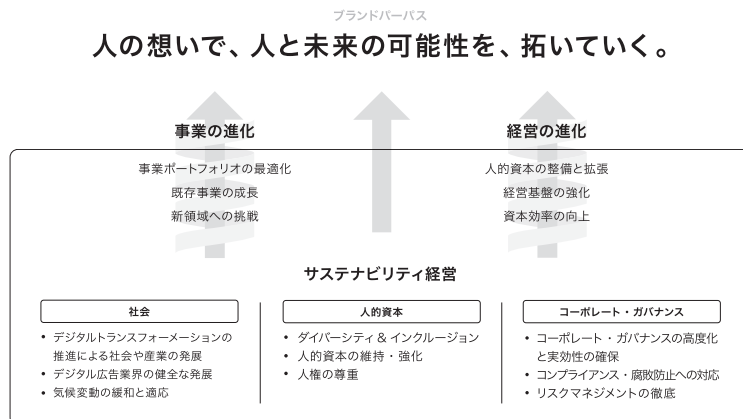 ブランドパーパス
人の想いで、人と未来の可能性を、拓いていく。
事業の進化
事業ポートフォリオの最適化
既存事業の成長
新領域への挑戦
経営の進化
人的資本の整備と拡張
経営基盤の強化
資本効率の向上
サステナビリティ経営
社会
• デジタルトランスフォーメーションの
推進による社会や産業の発展
• デジタル広告業界の健全な発展
• 気候変動の緩和と適応
人的資本
• ダイバーシティ & インクルージョン
• 人的資本の維持・強化
• 人権の尊重
コーポレート・ガバナンス
• コーポレート・ガバナンスの高度化
と実効性の確保
• コンプライアンス・腐敗防止への対応
• リスクマネジメントの徹底